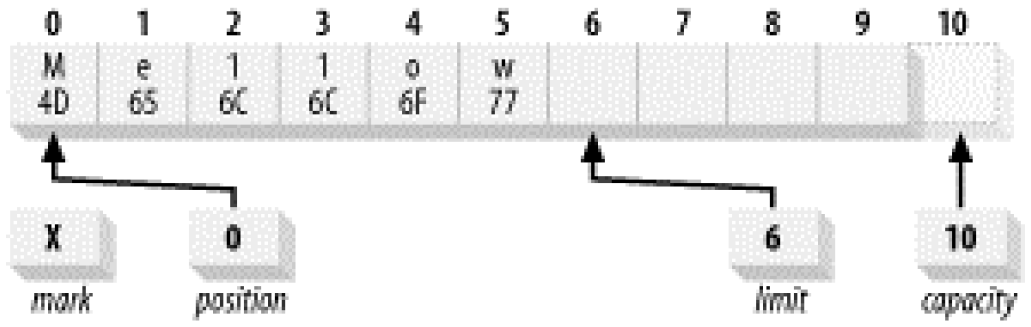 0 1 2 3 4 5 6 7 8 9 10
M e l l o w
4D 65 6C 6C 6F 77
X 0 6 10
mark position limit capacity